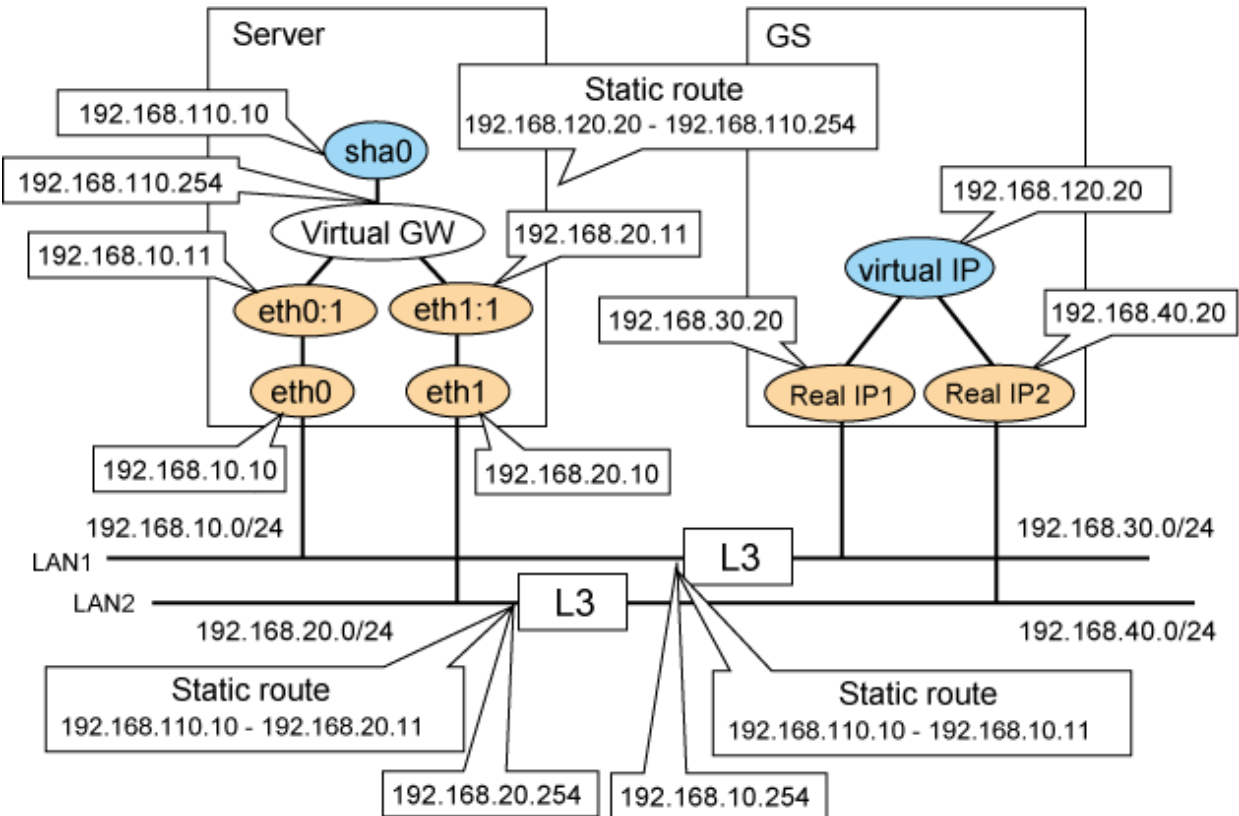 Server
GS
Static route
192.168.120.20 - 192.168.110.254
192.168.110.10
sha0
192.168.110.254
192.168.120.20
Virtual GW
192.168.20.11
192.168.10.11
virtual IP
eth0:1
eth1:1
192.168.30.20
192.168.40.20
eth0
eth1
Real IP1
Real IP2
192.168.10.10
192.168.20.10
192.168.10.0/24
192.168.30.0/24
LAN1
L3
LAN2
L3
192.168.20.0/24
192.168.40.0/24
Static route
192.168.110.10 - 192.168.20.11
Static route
192.168.110.10 - 192.168.10.11
192.168.20.254
192.168.10.254